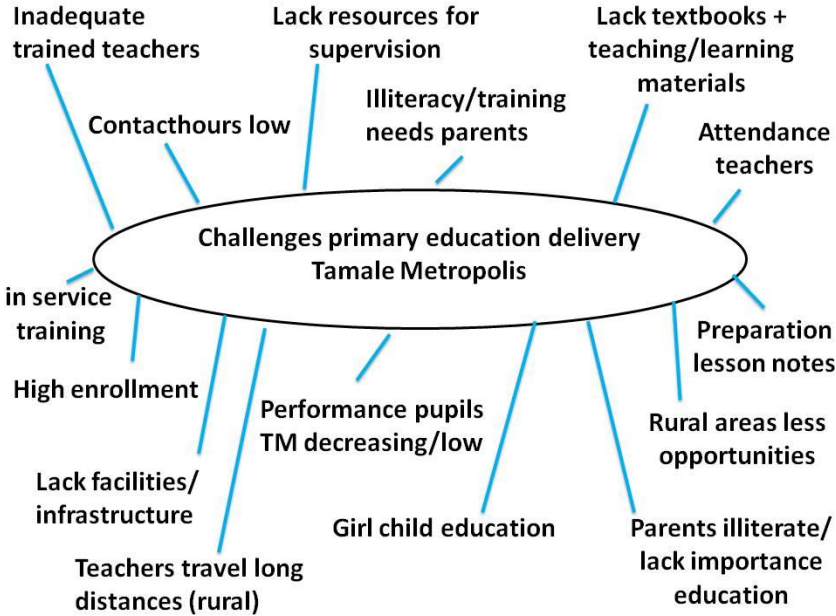 Inadequate
trained teachers
Lack resources for
supervision
Lack textbooks +
teaching/learning
materials
Contacthours low
Illiteracy/training
needs parents
Attendance
teachers
Challenges primary education delivery
Tamale Metropolis
in service
training
Preparation
lesson notes
High enrollment
Performance pupils
TM decreasing/low
Rural areas less
opportunities
Lack facilities/
infrastructure
Girl child education
Parents illiterate/
lack importance
education
Teachers travel long
distances (rural)